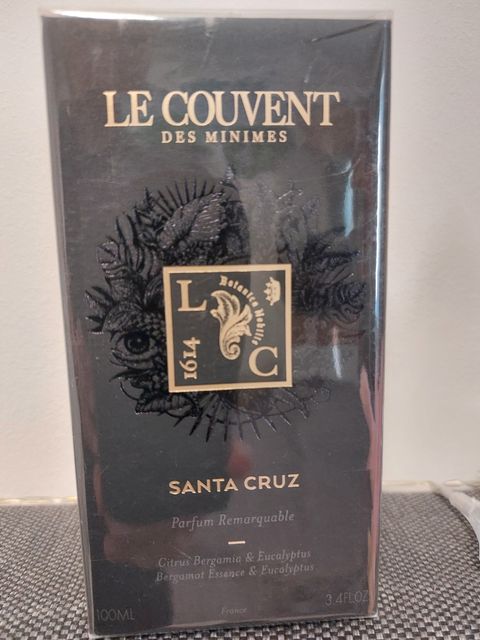 LE COUVENT
DES MINIMES
L
Botanica Nobilis
1614
C
SANTA CRUZ
Parfum Remarquable
Citrus Bergamia & Eucalyptus
Bergamot Essence & Eucalyptus
100ML
France
3.4FLOZ